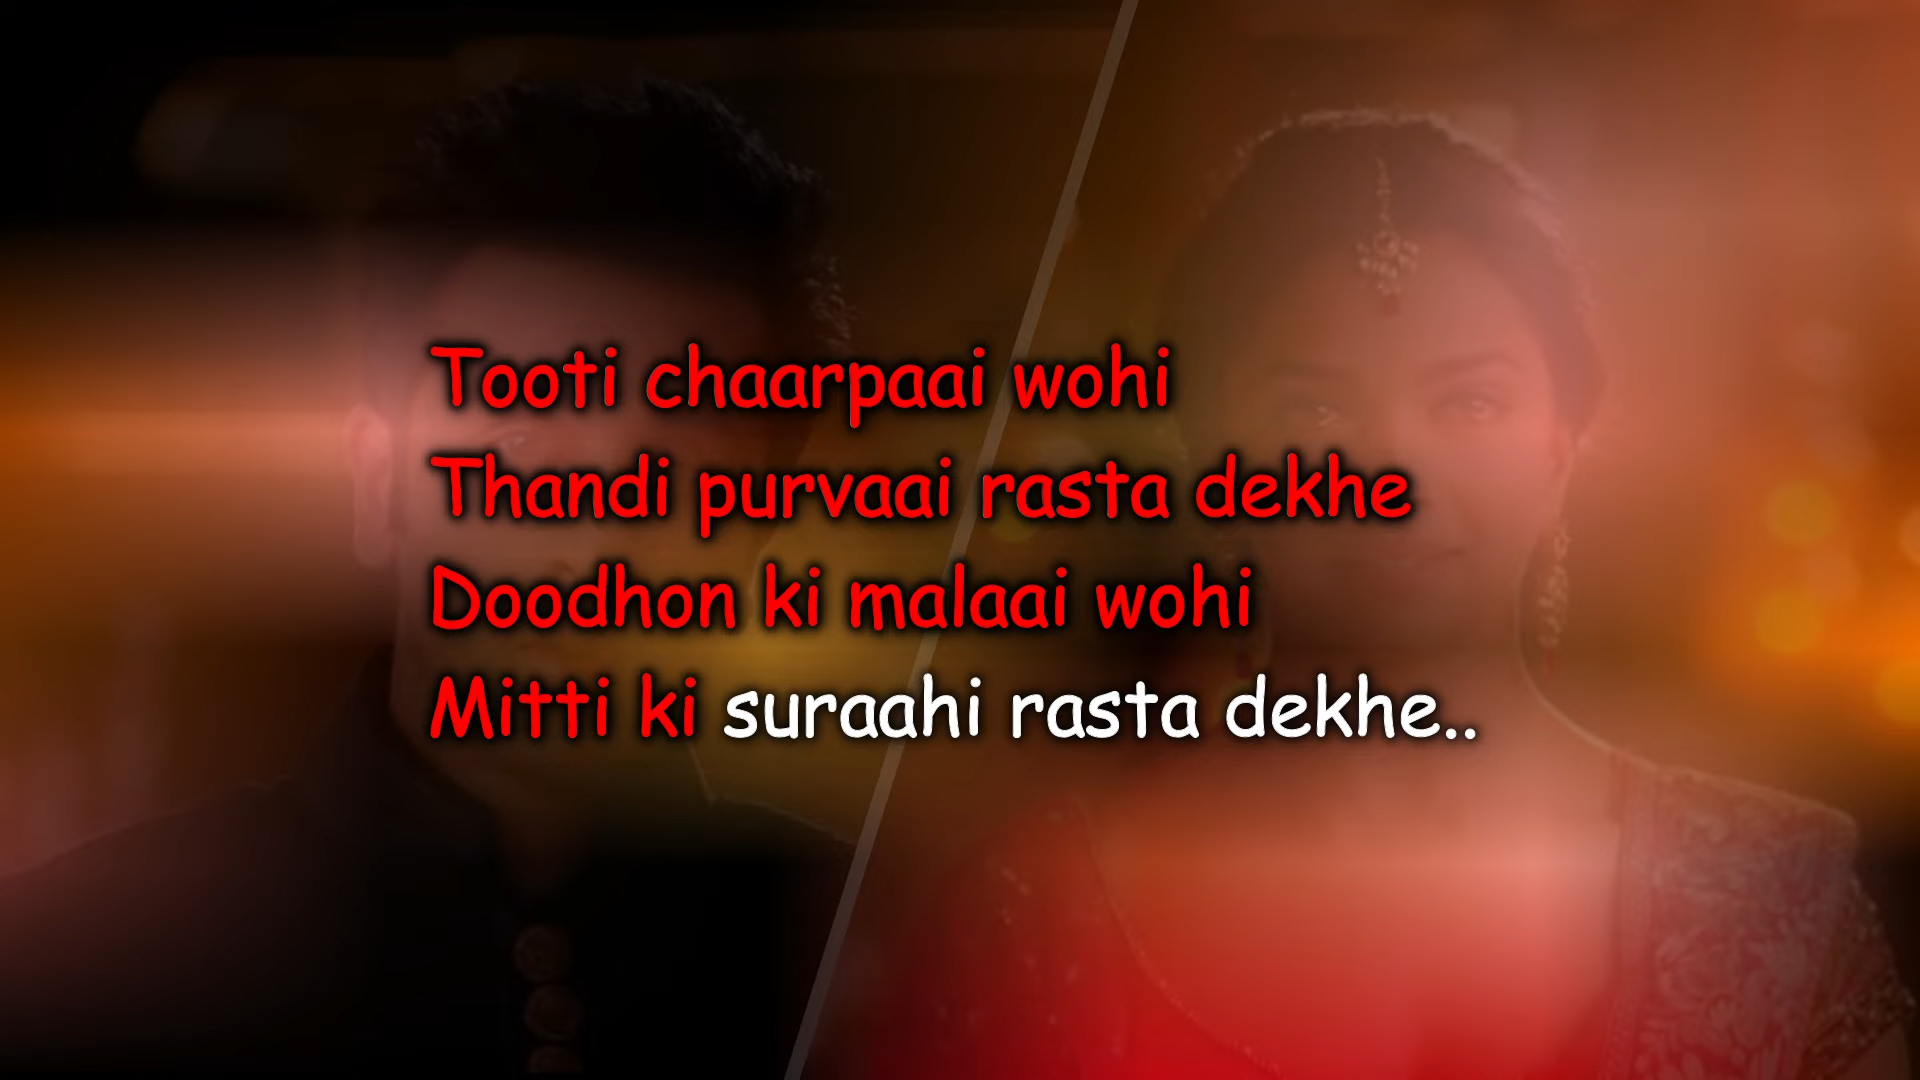 Tooti chaarpaai wohi
Thandi purvaai rasta dekhe
Doodhon ki malaai wohi
Mitti ki suraahi rasta dekhe..